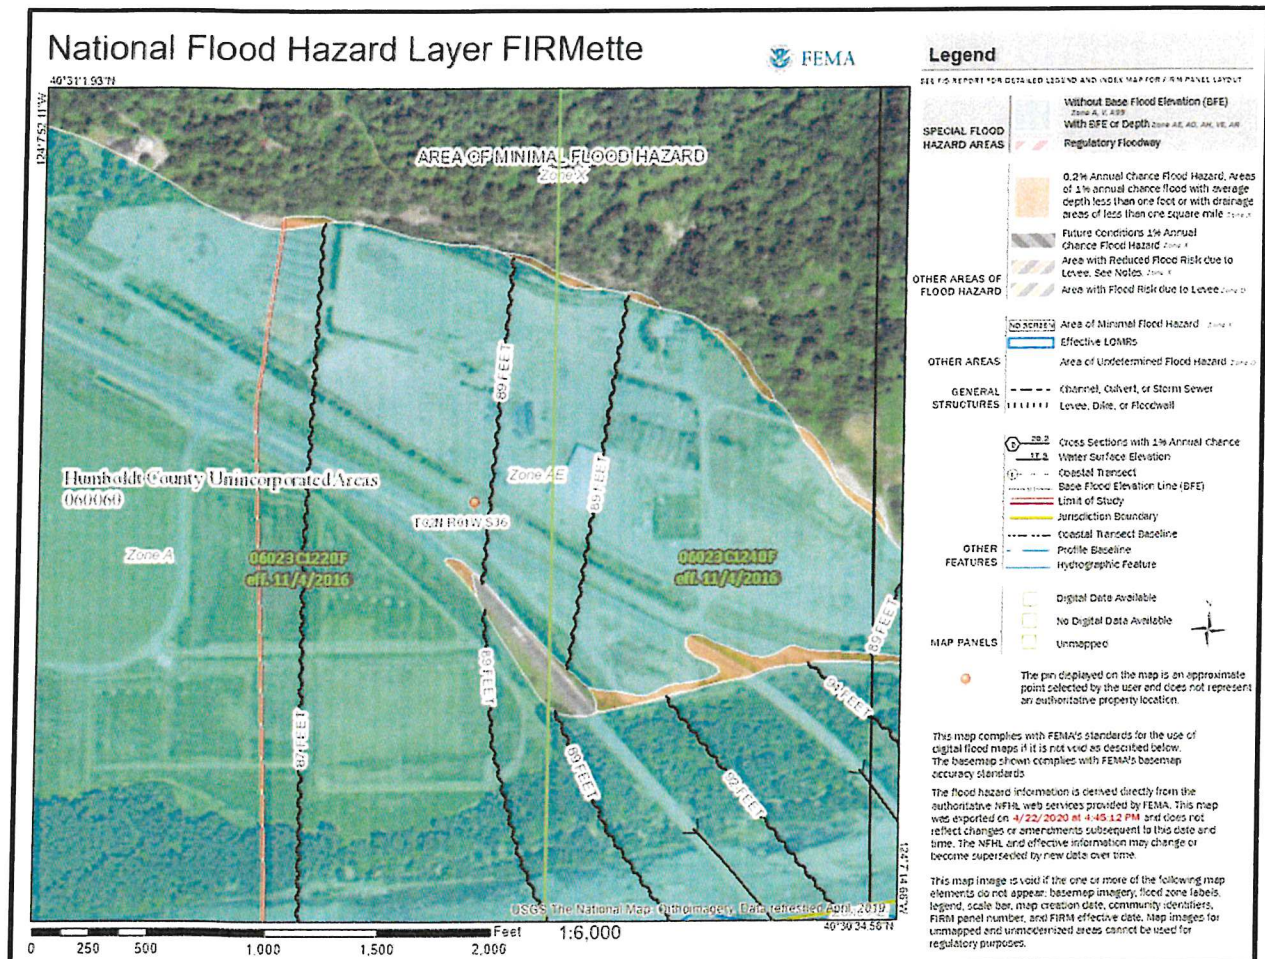 National Flood Hazard Layer FIRMette
FEMA
Legend
SEE FIS REPORT FOR DETAILED LEGEND AND INDEX MAP FOR FIRM PANEL LAYOUT
40°31'1.93"N
124°7'52.11"W
AREA OF MINIMAL FLOOD HAZARD
Zone X
89 FEET
89 FEET
Zone AE
Humboldt County Unincorporated Areas
060060
T02N R01W S36
Zone A
06023C1220F
eff. 11/4/2016
06023C1240F
eff. 11/4/2016
89 FEET
89 FEET
87 FEET
91 FEET
89 FEET
92 FEET
124°7'14.66"W
USGS The National Map: Orthoimagery. Data refreshed April, 2019
40°30'34.56"N
Feet
1:6,000
0 250 500 1,000 1,500 2,000
SPECIAL FLOOD
HAZARD AREAS
Without Base Flood Elevation (BFE)
Zone A, V, A99
With BFE or Depth Zone AE, AO, AH, VE, AR
Regulatory Floodway
0.2% Annual Chance Flood Hazard, Areas
of 1% annual chance flood with average
depth less than one foot or with drainage
areas of less than one square mile Zone X
Future Conditions 1% Annual
Chance Flood Hazard Zone X
Area with Reduced Flood Risk due to
Levee. See Notes. Zone X
Area with Flood Risk due to Levee Zone D
OTHER AREAS OF
FLOOD HAZARD
NO SCREEN Area of Minimal Flood Hazard Zone X
Effective LOMRs
OTHER AREAS
Area of Undetermined Flood Hazard Zone D
GENERAL
STRUCTURES
Channel, Culvert, or Storm Sewer
Levee, Dike, or Floodwall
20.2 Cross Sections with 1% Annual Chance
17.5 Water Surface Elevation
Coastal Transect
Base Flood Elevation Line (BFE)
Limit of Study
Jurisdiction Boundary
Coastal Transect Baseline
OTHER
FEATURES
Profile Baseline
Hydrographic Feature
Digital Data Available
No Digital Data Available
Unmapped
MAP PANELS
The pin displayed on the map is an approximate
point selected by the user and does not represent
an authoritative property location.
This map complies with FEMA's standards for the use of
digital flood maps if it is not void as described below.
The basemap shown complies with FEMA's basemap
accuracy standards
The flood hazard information is derived directly from the
authoritative NFHL web services provided by FEMA. This map
was exported on 4/22/2020 at 4:45:12 PM and does not
reflect changes or amendments subsequent to this date and
time. The NFHL and effective information may change or
become superseded by new data over time.
This map image is void if the one or more of the following map
elements do not appear: basemap imagery, flood zone labels,
legend, scale bar, map creation date, community identifiers,
FIRM panel number, and FIRM effective date. Map images for
unmapped and unmodernized areas cannot be used for
regulatory purposes.